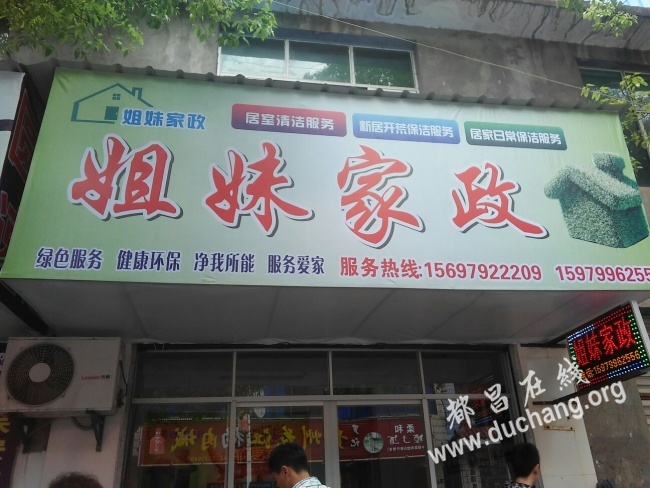 姐妹家政
居室清洁服务 新居开荒保洁服务 居家日常保洁服务
姐妹家政
绿色服务 健康环保 净我所能 服务爱家 服务热线:15697922209 1597996255
姐妹家政
15979962556
都昌在线
www.duchang.org